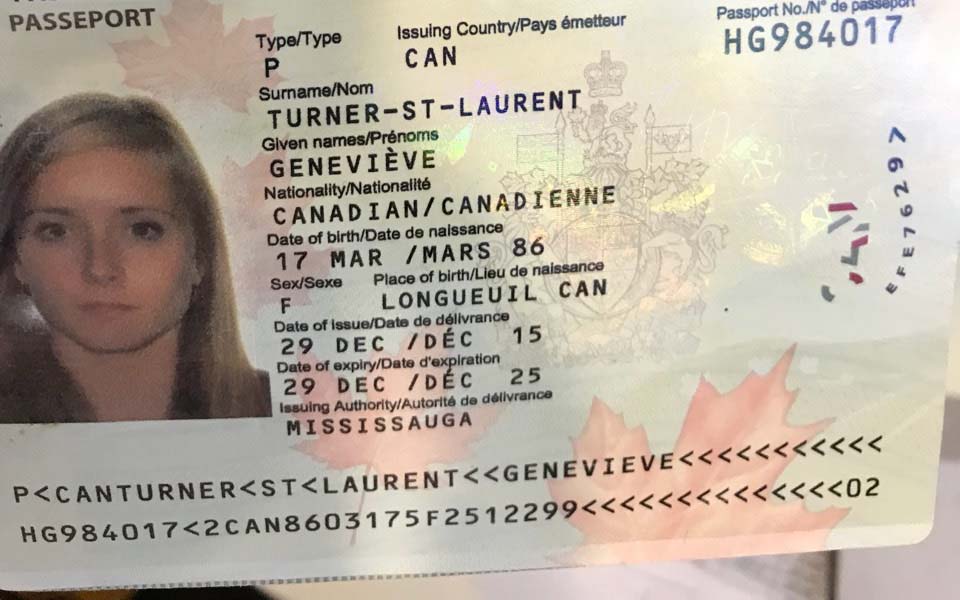 PASSEPORT
Type/Type Issuing Country/Pays émetteur Passport No./N° de passeport
P CAN HG984017
Surname/Nom
TURNER-ST-LAURENT
Given names/Prénoms
GENEVIÈVE
Nationality/Nationalité
CANADIAN/CANADIENNE
Date of birth/Date de naissance
17 MAR /MARS 86
Sex/Sexe Place of birth/Lieu de naissance
F LONGUEUIL CAN
Date of issue/Date de délivrance
29 DEC /DÉC 15
Date of expiry/Date d'expiration
29 DEC /DÉC 25
Issuing Authority/Autorité de délivrance
MISSISSAUGA
EFE76297
P<CANTURNER<ST<LAURENT<<GENEVIEVE<<<<<<<<<<<
HG984017<2CAN8603175F2512299<<<<<<<<<<<<<<02